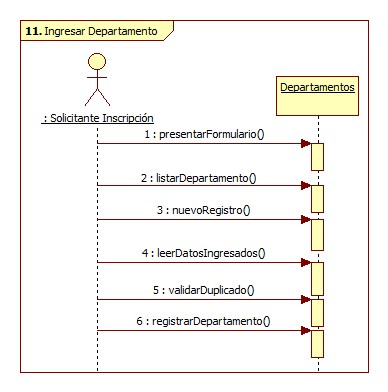 11. Ingresar Departamento
: Solicitante Inscripción
Departamentos
1 : presentarFormulario()
2 : listarDepartamento()
3 : nuevoRegistro()
4 : leerDatosIngresados()
5 : validarDuplicado()
6 : registrarDepartamento()